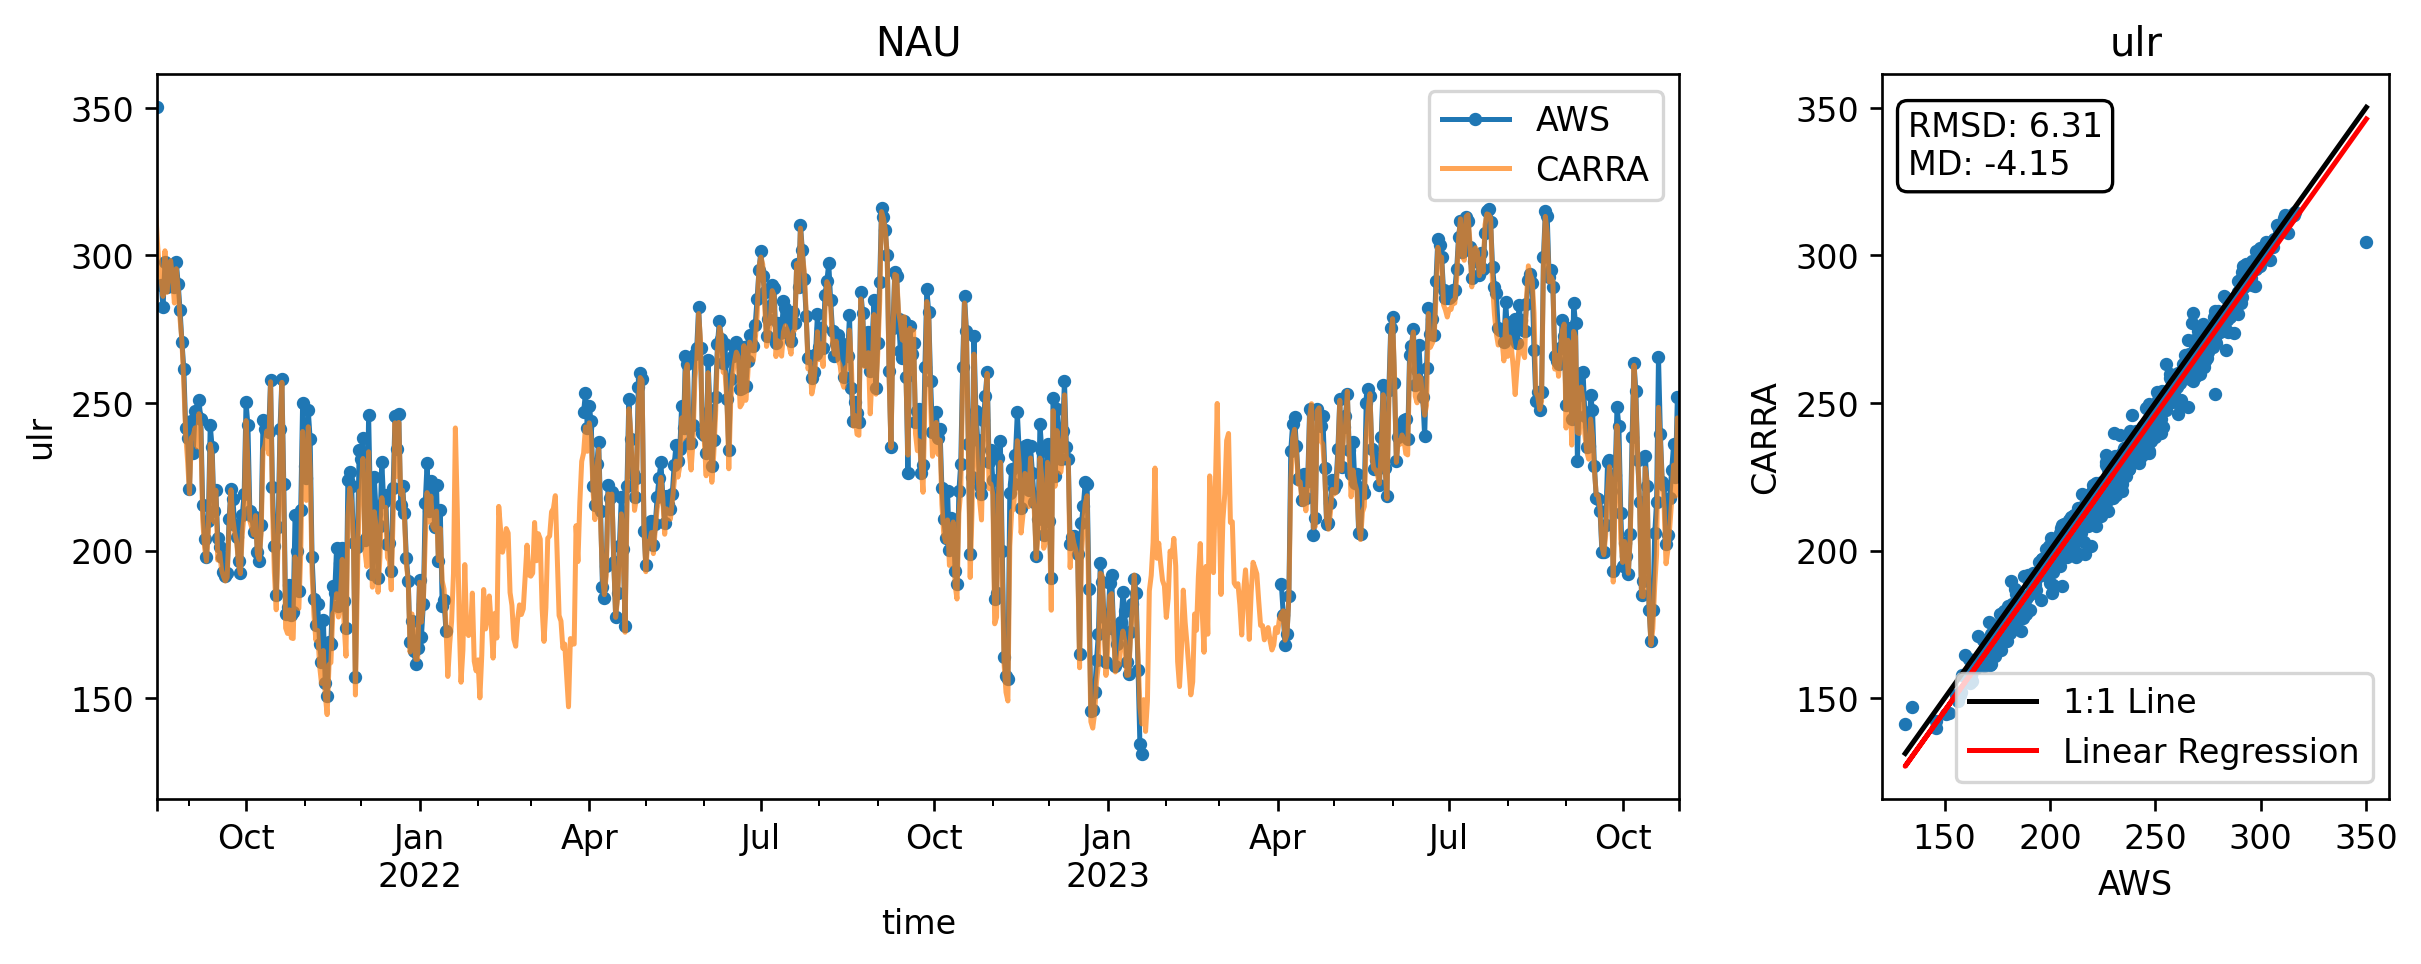 NAU
ulr
350
300
250
200
150
Oct
Jan
2022
Apr
Jul
Oct
Jan
2023
Apr
Jul
Oct
time
AWS
CARRA
ulr
CARRA
350
300
250
200
150
RMSD: 6.31
MD: -4.15
1:1 Line
Linear Regression
150 200 250 300 350
AWS